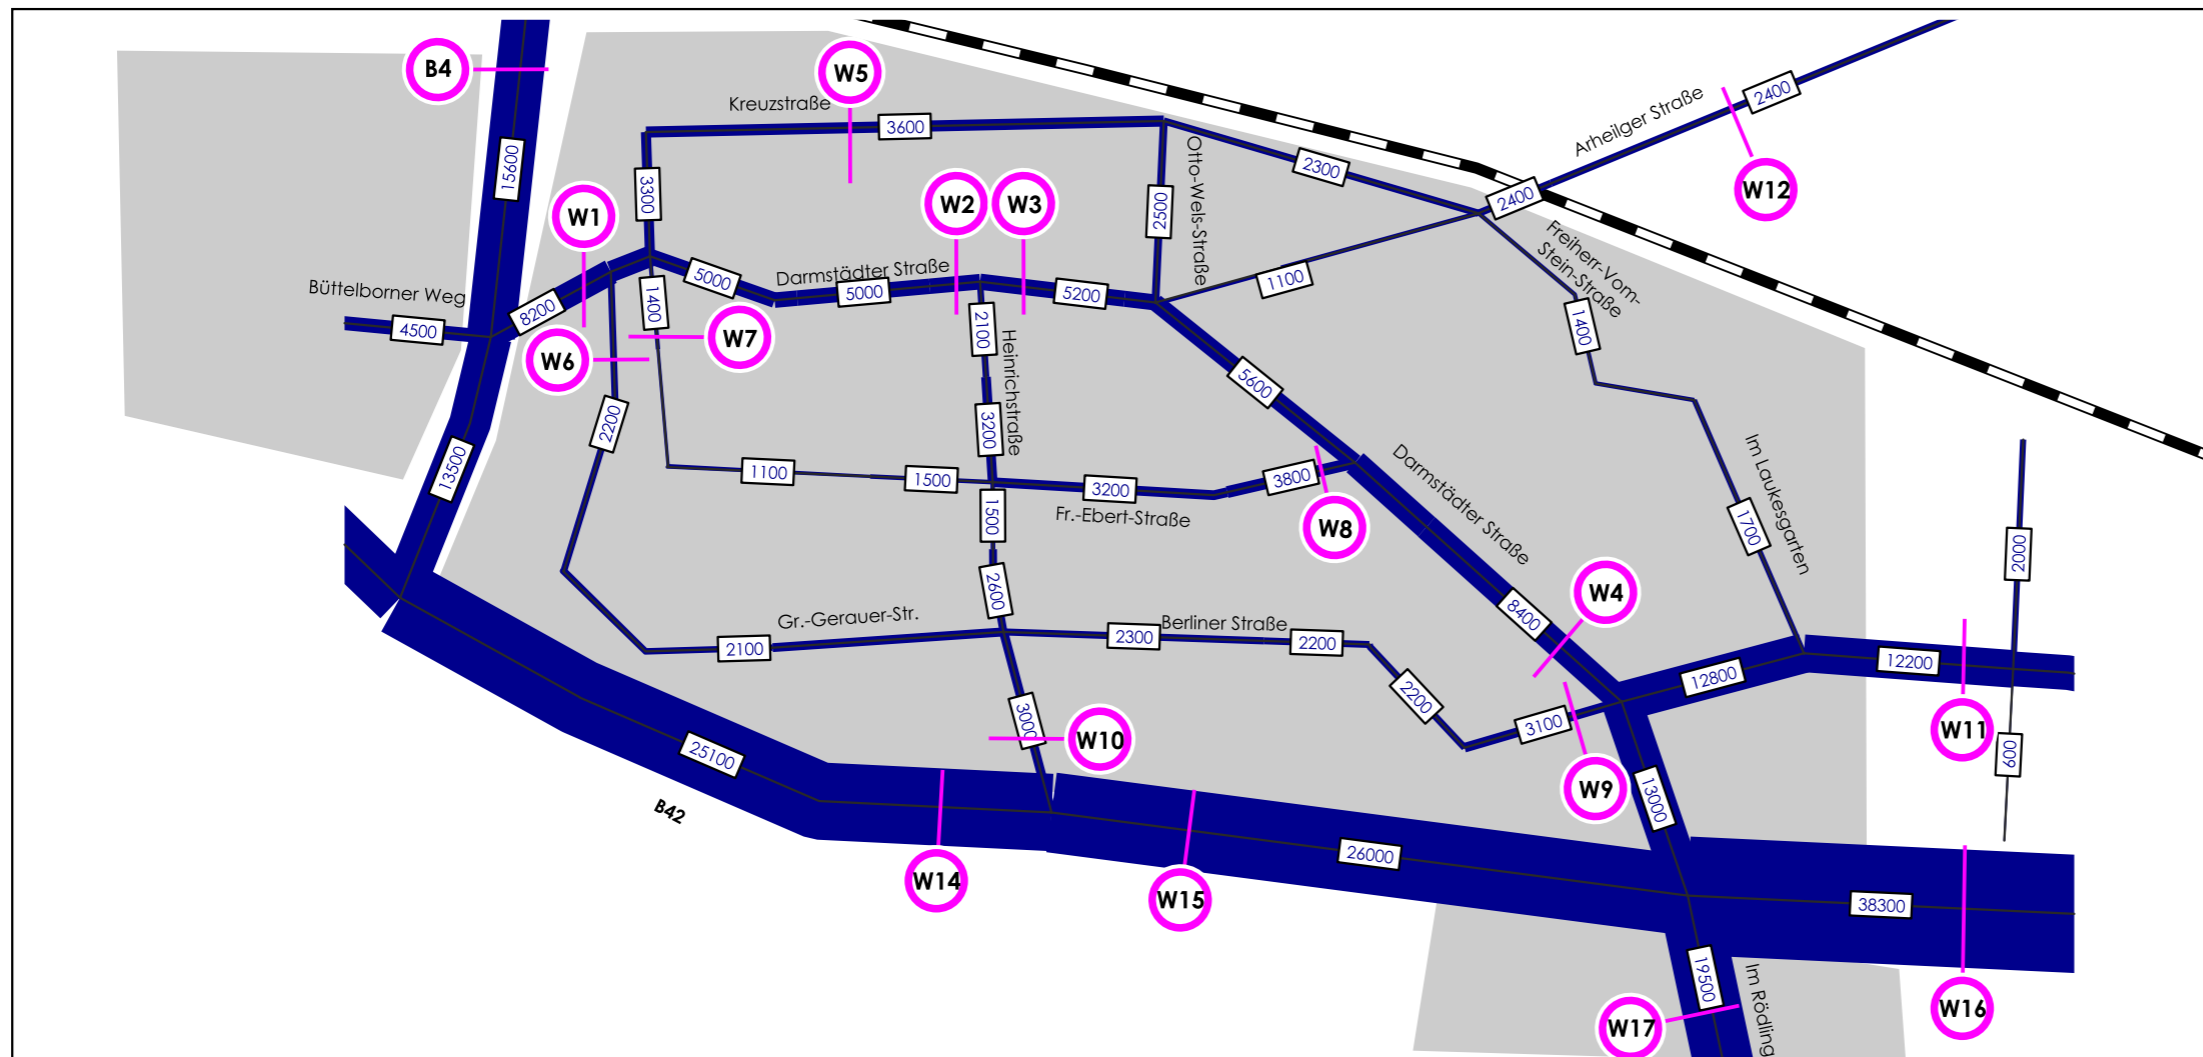 B4
W5
Kreuzstraße
3600
15600
3300
W1
W2
W3
Otto-Wels-Straße
2500
2300
Arheilger Straße
2400
W12
2400
Freiherr-Vom-
Stein-Straße
Büttelborner Weg
4500
8200
5000
Darmstädter Straße
5000
5200
1100
1400
W7
W6
2100
Heinrichstraße
3200
5600
1400
2200
13500
1100
1500
3200
3800
Fr.-Ebert-Straße
W8
Darmstädter Straße
Im Laukesgarten
1700
2000
1500
2600
Gr.-Gerauer-Str.
2100
2300
Berliner Straße
2200
8400
W4
12800
12200
W11
600
2200
3100
W9
13000
3000
W10
25100
B42
W14
W15
26000
38300
W16
19500
Im Rödling
W17